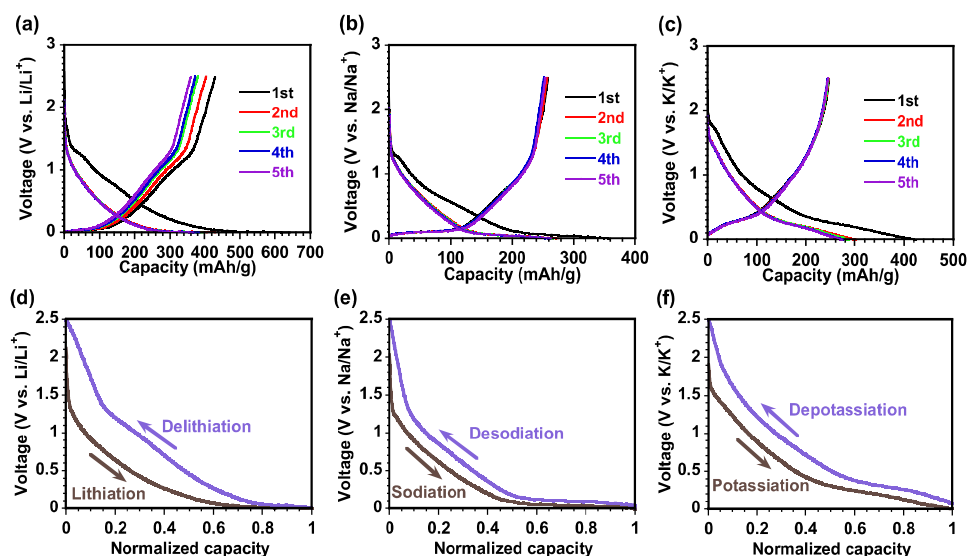 (a)
3
2
1
0
Voltage (V vs. Li/Li+)
1st
2nd
3rd
4th
5th
0 100 200 300 400 500 600 700
Capacity (mAh/g)
(b)
3
2
1
0
Voltage (V vs. Na/Na+)
1st
2nd
3rd
4th
5th
0 100 200 300 400
Capacity (mAh/g)
(c)
3
2
1
0
Voltage (V vs. K/K+)
1st
2nd
3rd
4th
5th
0 100 200 300 400 500
Capacity (mAh/g)
(d)
2.5
2
1.5
1
0.5
0
Voltage (V vs. Li/Li+)
Delithiation
Lithiation
0 0.2 0.4 0.6 0.8 1
Normalized capacity
(e)
2.5
2
1.5
1
0.5
0
Voltage (V vs. Na/Na+)
Desodiation
Sodiation
0 0.2 0.4 0.6 0.8 1
Normalized capacity
(f)
2.5
2
1.5
1
0.5
0
Voltage (V vs. K/K+)
Depotassiation
Potassiation
0 0.2 0.4 0.6 0.8 1
Normalized capacity